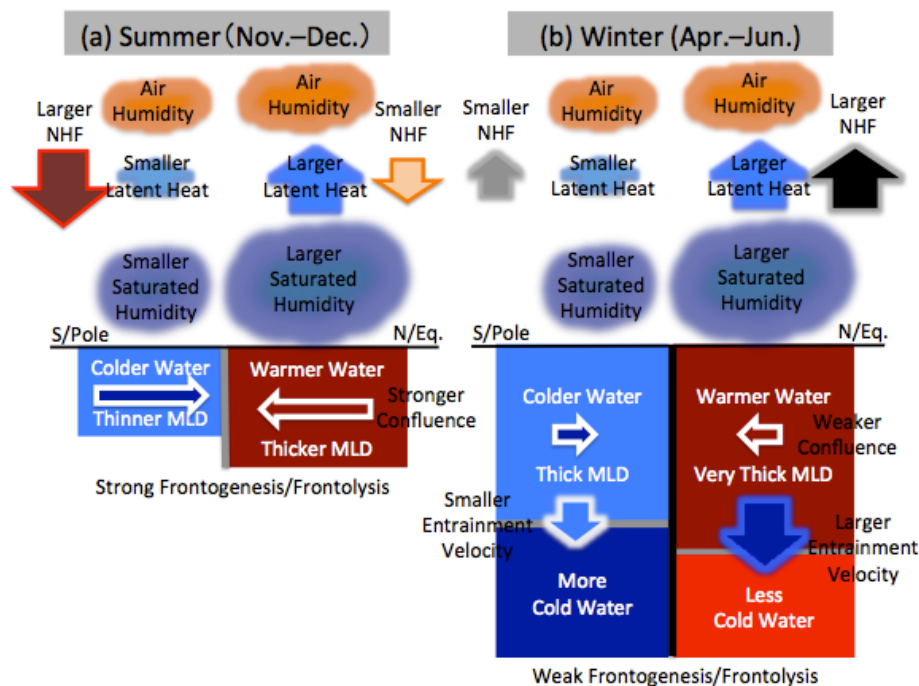 (a) Summer(Nov.–Dec.)
Larger
NHF
Air
Humidity
Air
Humidity
Smaller
NHF
Smaller
Latent Heat
Larger
Latent Heat
Smaller
Saturated
Humidity
Larger
Saturated
Humidity
S/Pole
N/Eq.
Colder Water
Thinner MLD
Warmer Water
Thicker MLD
Stronger
Confluence
Strong Frontogenesis/Frontolysis
(b) Winter (Apr.–Jun.)
Smaller
NHF
Air
Humidity
Air
Humidity
Larger
NHF
Smaller
Latent Heat
Larger
Latent Heat
Smaller
Saturated
Humidity
Larger
Saturated
Humidity
S/Pole
N/Eq.
Colder Water
Thick MLD
Warmer Water
Very Thick MLD
Weaker
Confluence
Smaller
Entrainment
Velocity
Larger
Entrainment
Velocity
More
Cold Water
Less
Cold Water
Weak Frontogenesis/Frontolysis